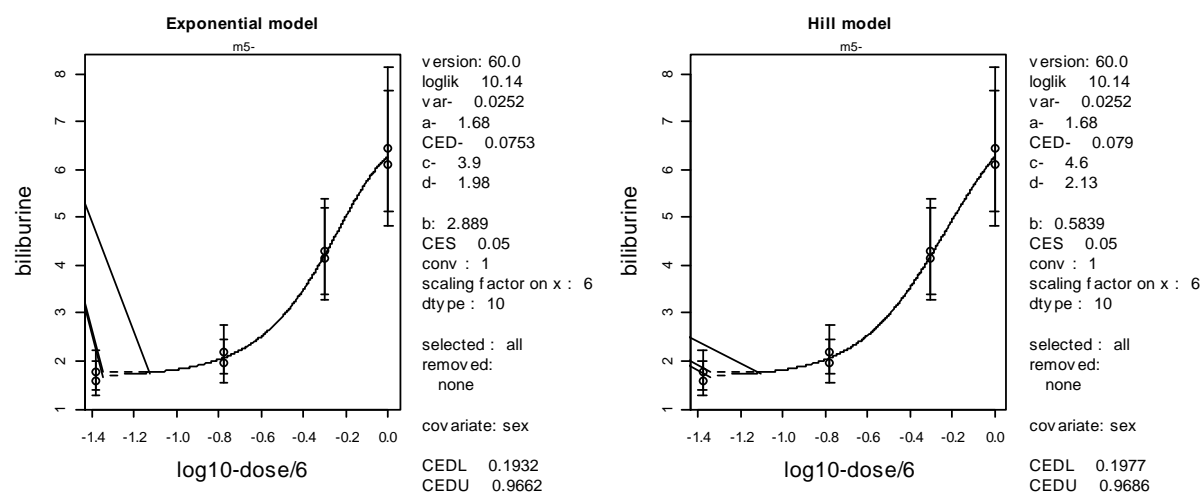 Exponential model
m5-
8
7
6
5
4
3
2
1
biliburine
-1.4 -1.2 -1.0 -0.8 -0.6 -0.4 -0.2 0.0
log10-dose/6
version: 60.0
loglik 10.14
var- 0.0252
a- 1.68
CED- 0.0753
c- 3.9
d- 1.98
b: 2.889
CES 0.05
conv : 1
scaling factor on x : 6
dtype : 10
selected : all
removed:
none
covariate: sex
CEDL 0.1932
CEDU 0.9662
Hill model
m5-
8
7
6
5
4
3
2
1
biliburine
-1.4 -1.2 -1.0 -0.8 -0.6 -0.4 -0.2 0.0
log10-dose/6
version: 60.0
loglik 10.14
var- 0.0252
a- 1.68
CED- 0.079
c- 4.6
d- 2.13
b: 0.5839
CES 0.05
conv : 1
scaling factor on x : 6
dtype : 10
selected : all
removed:
none
covariate: sex
CEDL 0.1977
CEDU 0.9686